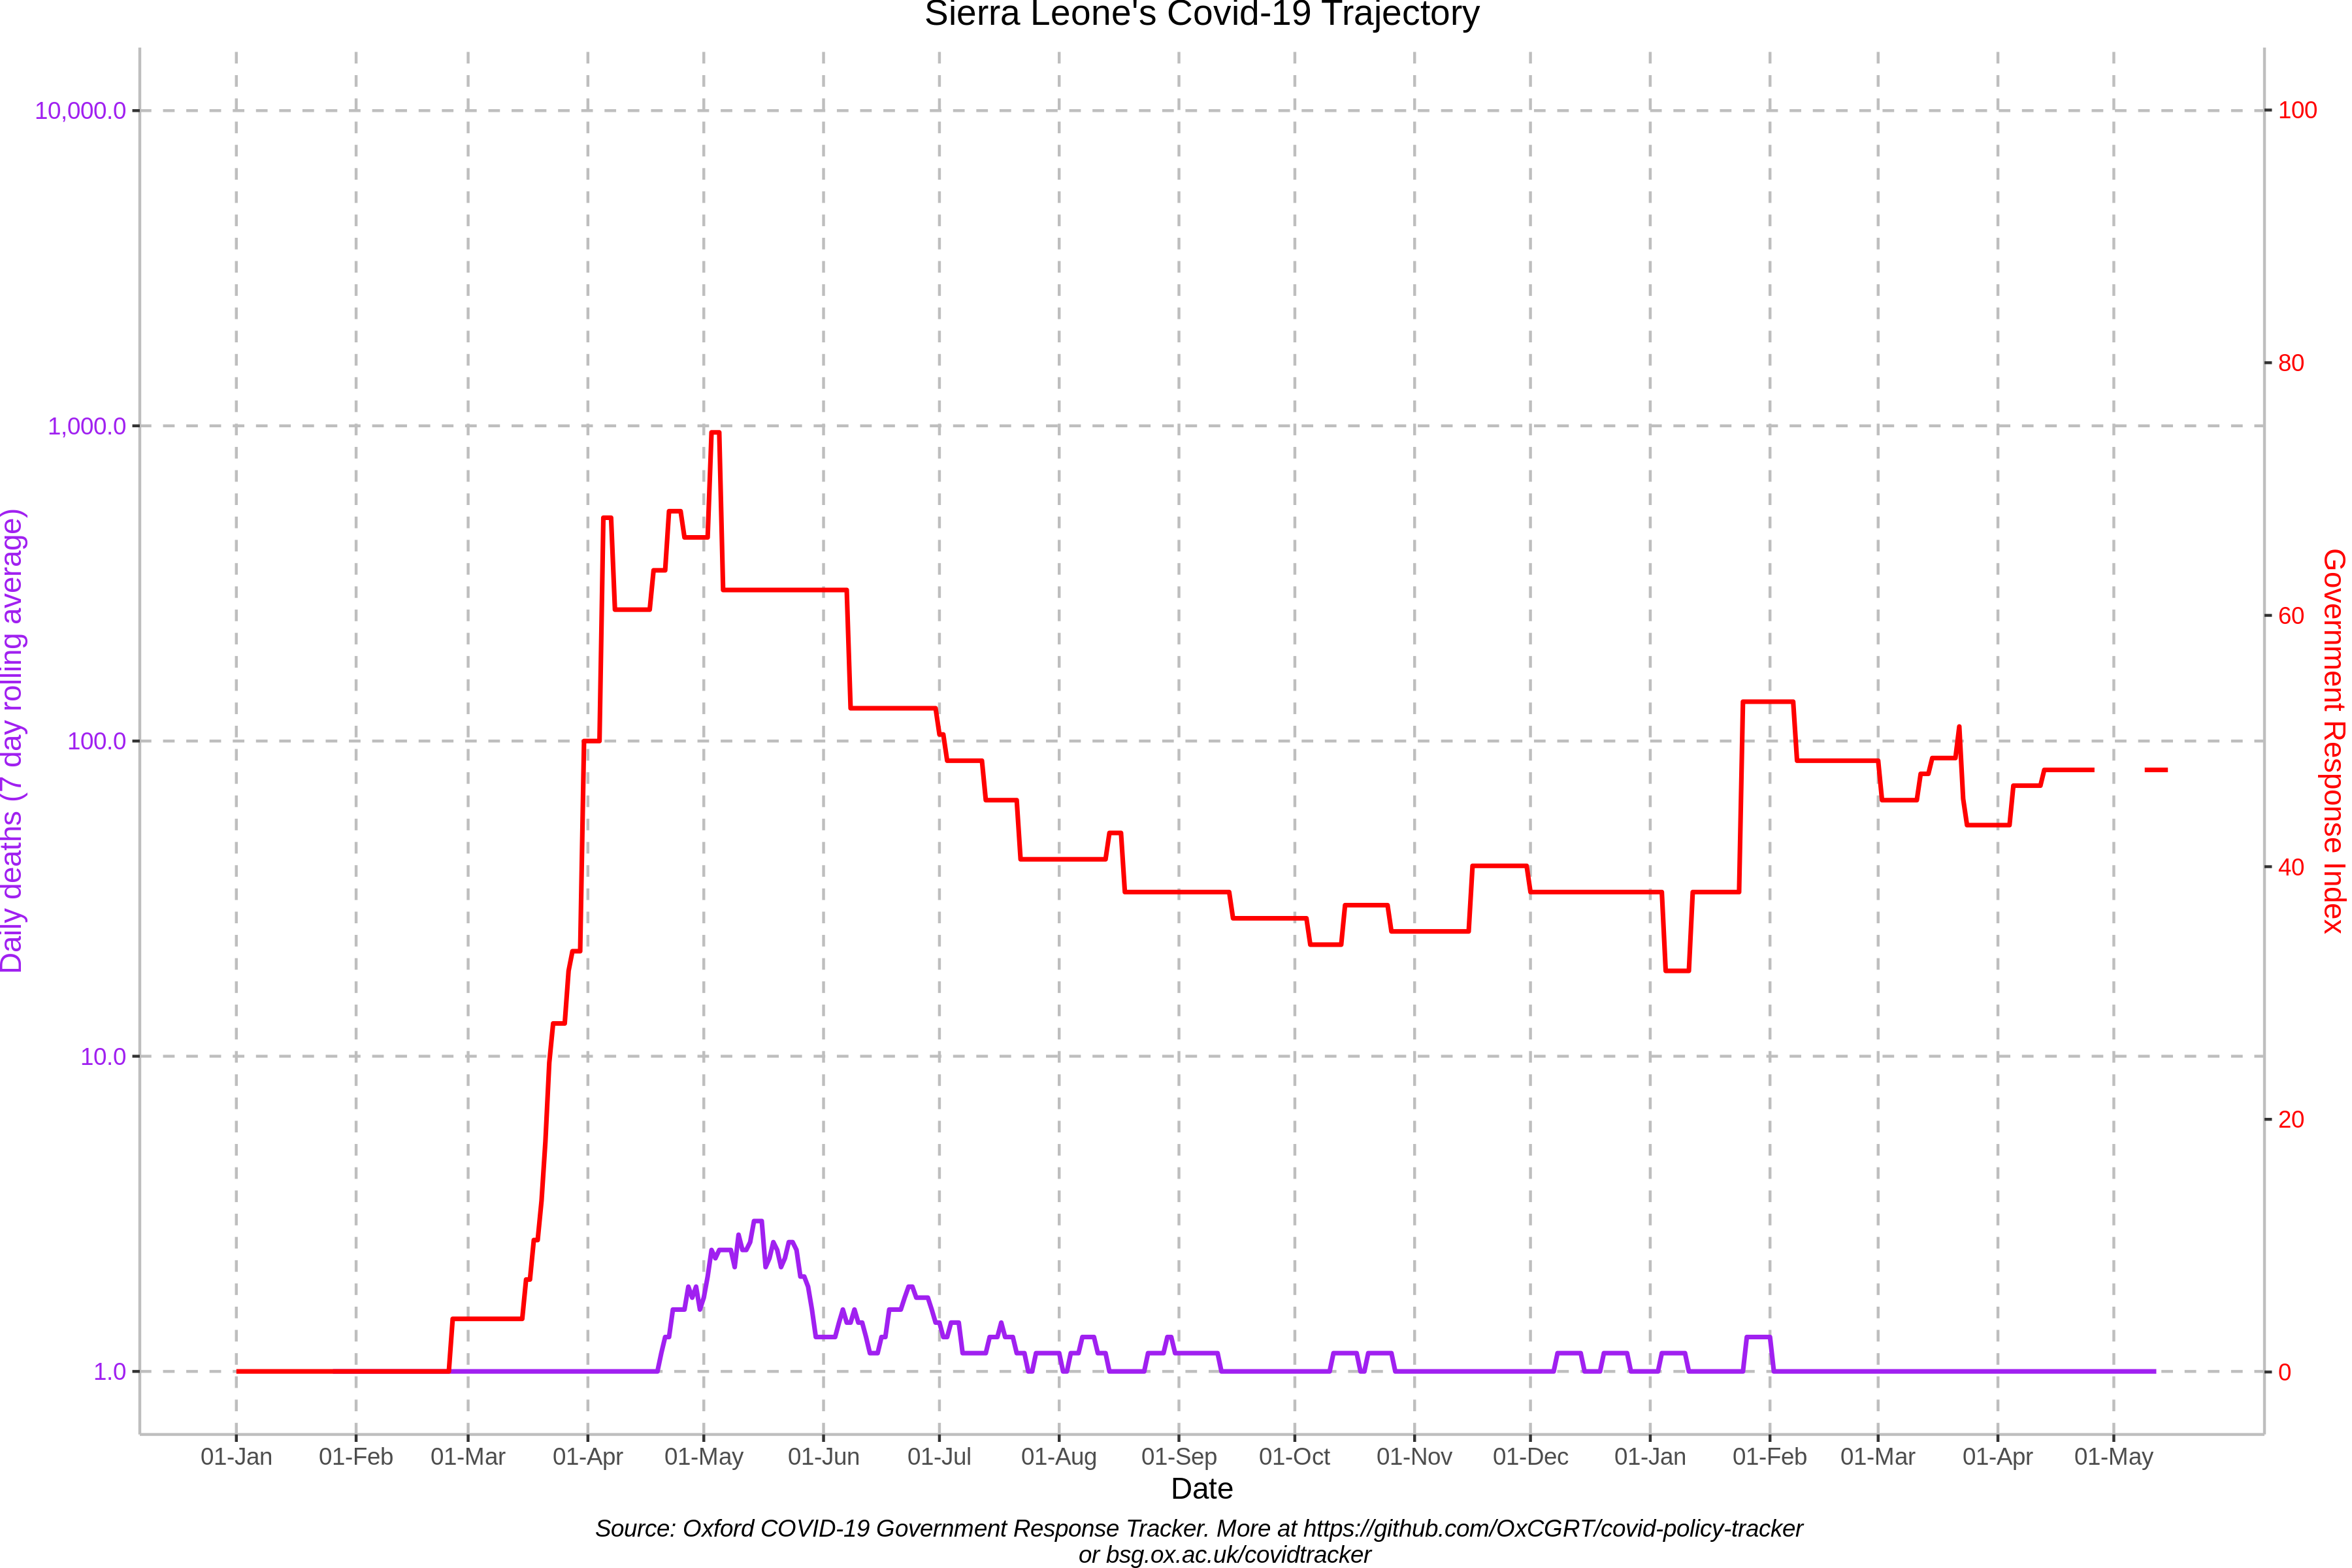 Sierra Leone's Covid-19 Trajectory
10,000.0
1,000.0
100.0
10.0
1.0
Daily deaths (7 day rolling average)
100
80
60
40
20
0
Government Response Index
01-Jan 01-Feb 01-Mar 01-Apr 01-May 01-Jun 01-Jul 01-Aug 01-Sep 01-Oct 01-Nov 01-Dec 01-Jan 01-Feb 01-Mar 01-Apr 01-May
Date
Source: Oxford COVID-19 Government Response Tracker. More at https://github.com/OxCGRT/covid-policy-tracker
or bsg.ox.ac.uk/covidtracker